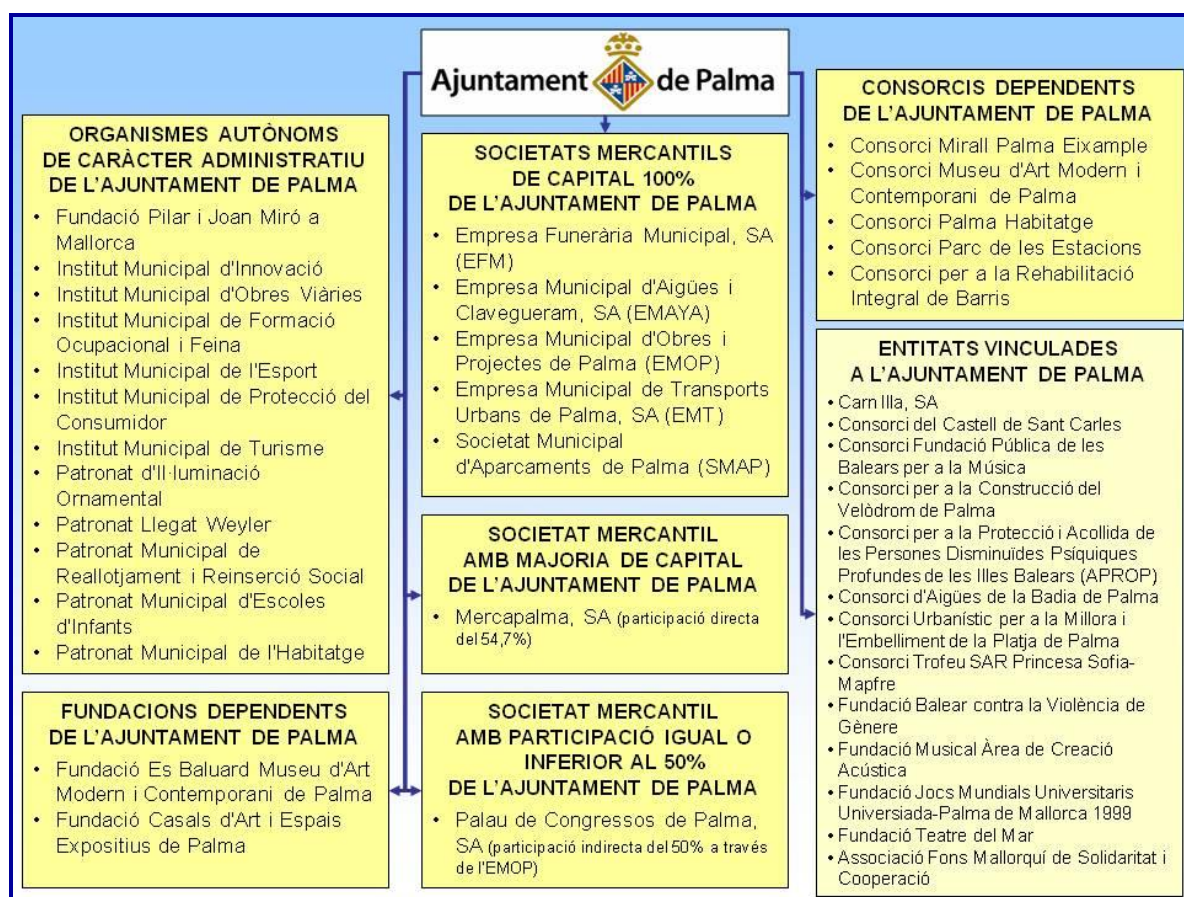 Ajuntament de Palma
ORGANISMES AUTÒNOMS
DE CARÀCTER ADMINISTRATIU
DE L'AJUNTAMENT DE PALMA
• Fundació Pilar i Joan Miró a
Mallorca
• Institut Municipal d'Innovació
• Institut Municipal d'Obres Viàries
• Institut Municipal de Formació
Ocupacional i Feina
• Institut Municipal de l'Esport
• Institut Municipal de Protecció del
Consumidor
• Institut Municipal de Turisme
• Patronat d'Il·luminació
Ornamental
• Patronat Llegat Weyler
• Patronat Municipal de
Reallotjament i Reinserció Social
• Patronat Municipal d'Escoles
d'Infants
• Patronat Municipal de l'Habitatge
FUNDACIONS DEPENDENTS
DE L'AJUNTAMENT DE PALMA
• Fundació Es Baluard Museu d'Art
Modern i Contemporani de Palma
• Fundació Casals d'Art i Espais
Expositius de Palma
SOCIETATS MERCANTILS
DE CAPITAL 100%
DE L'AJUNTAMENT DE PALMA
• Empresa Funerària Municipal, SA
(EFM)
• Empresa Municipal d'Aigües i
Clavegueram, SA (EMAYA)
• Empresa Municipal d'Obres i
Projectes de Palma (EMOP)
• Empresa Municipal de Transports
Urbans de Palma, SA (EMT)
• Societat Municipal
d'Aparcaments de Palma (SMAP)
SOCIETAT MERCANTIL
AMB MAJORIA DE CAPITAL
DE L'AJUNTAMENT DE PALMA
• Mercapalma, SA (participació directa
del 54,7%)
SOCIETAT MERCANTIL
AMB PARTICIPACIÓ IGUAL O
INFERIOR AL 50%
DE L'AJUNTAMENT DE PALMA
• Palau de Congressos de Palma,
SA (participació indirecta del 50% a través
de l'EMOP)
CONSORCIS DEPENDENTS
DE L'AJUNTAMENT DE PALMA
• Consorci Mirall Palma Eixample
• Consorci Museu d'Art Modern i
Contemporani de Palma
• Consorci Palma Habitatge
• Consorci Parc de les Estacions
• Consorci per a la Rehabilitació
Integral de Barris
ENTITATS VINCULADES
A L'AJUNTAMENT DE PALMA
• Carn Illa, SA
• Consorci del Castell de Sant Carles
• Consorci Fundació Pública de les
Balears per a la Música
• Consorci per a la Construcció del
Velòdrom de Palma
• Consorci per a la Protecció i Acollida de
les Persones Disminuïdes Psíquiques
Profundes de les Illes Balears (APROP)
• Consorci d'Aigües de la Badia de Palma
• Consorci Urbanístic per a la Millora i
l'Embelliment de la Platja de Palma
• Consorci Trofeu SAR Princesa Sofia-
Mapfre
• Fundació Balear contra la Violència de
Gènere
• Fundació Musical Àrea de Creació
Acústica
• Fundació Jocs Mundials Universitaris
Universiada-Palma de Mallorca 1999
• Fundació Teatre del Mar
• Associació Fons Mallorquí de Solidaritat i
Cooperació